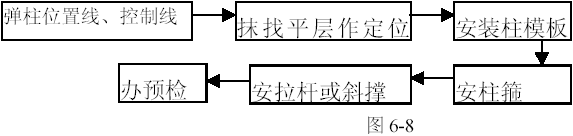 弹柱位置线、控制线
抹找平层作定位
安装柱模板
安柱箍
安拉杆或斜撑
办预检
图 6-8